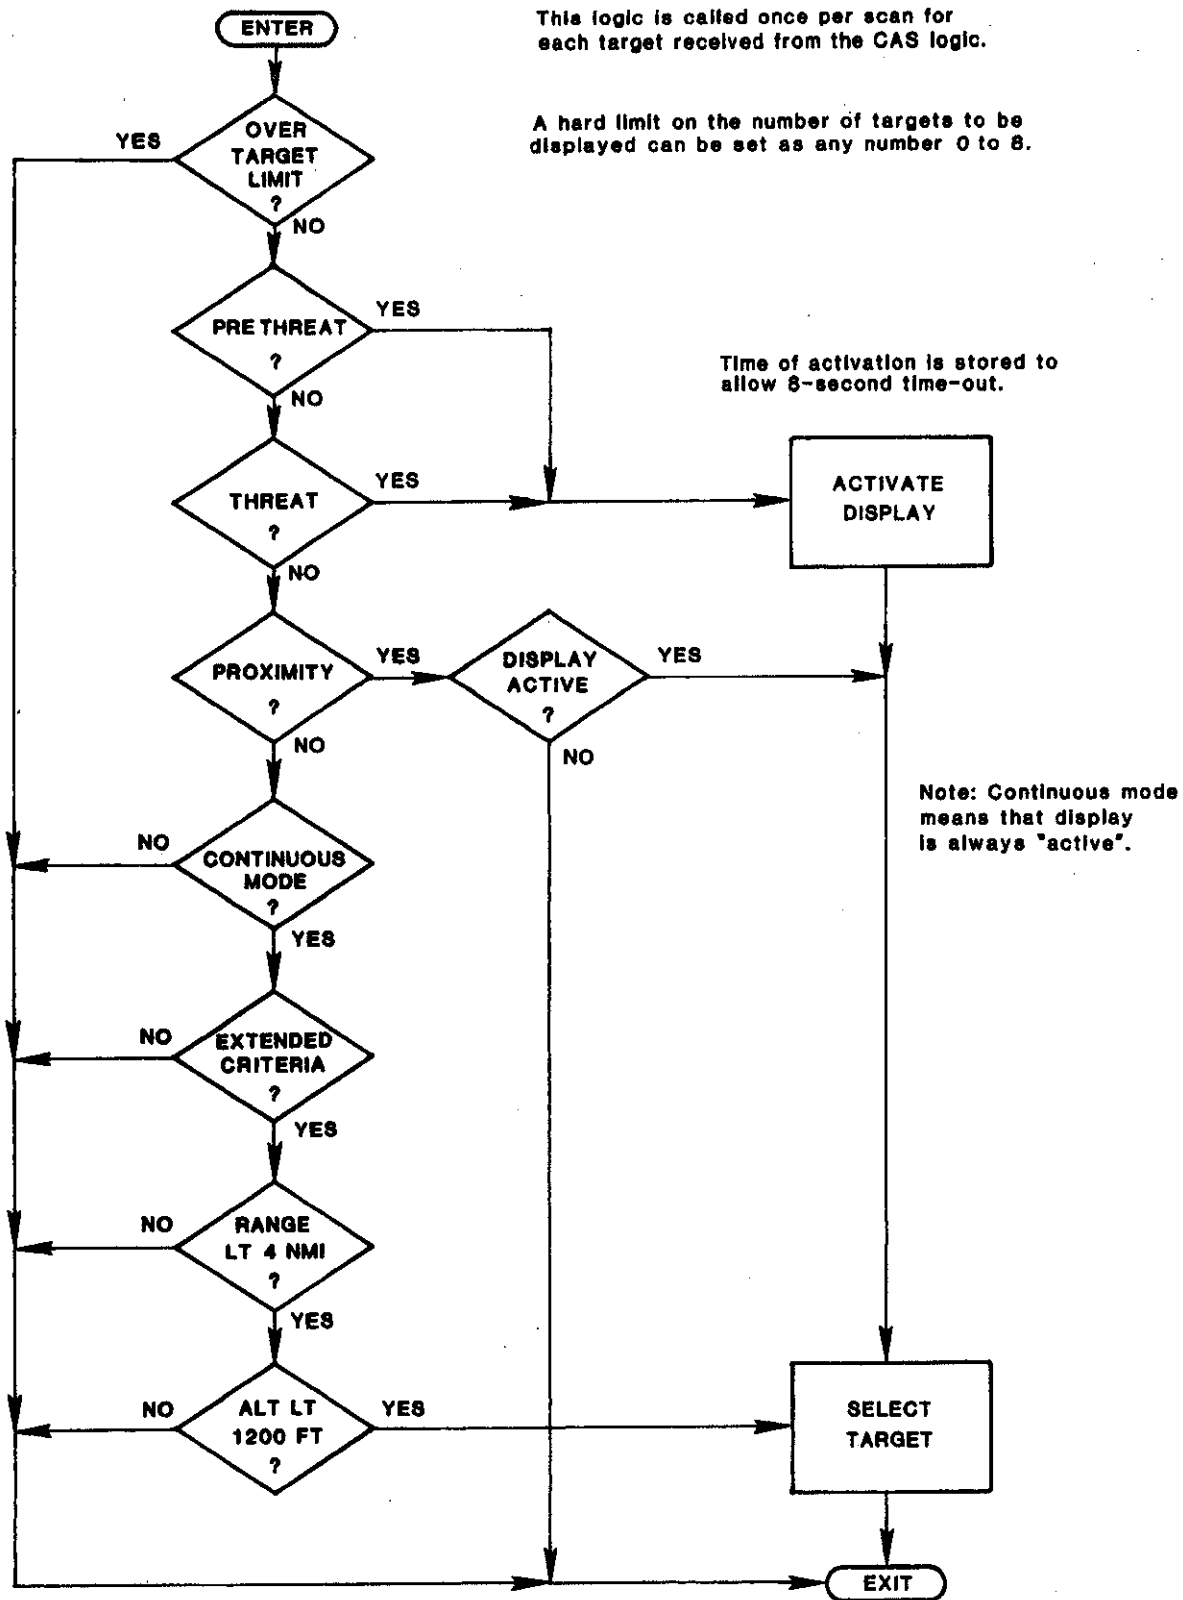 ENTER
This logic is called once per scan for
each target received from the CAS logic.
A hard limit on the number of targets to be
displayed can be set as any number 0 to 8.
YES
OVER
TARGET
LIMIT
?
NO
PRETHREAT
?
YES
NO
Time of activation is stored to
allow 8-second time-out.
THREAT
?
YES
ACTIVATE
DISPLAY
NO
PROXIMITY
?
YES
DISPLAY
ACTIVE
?
YES
NO
NO
Note: Continuous mode
means that display
is always "active".
NO
CONTINUOUS
MODE
?
YES
NO
EXTENDED
CRITERIA
?
YES
NO
RANGE
LT 4 NMI
?
YES
NO
ALT LT
1200 FT
?
YES
SELECT
TARGET
EXIT